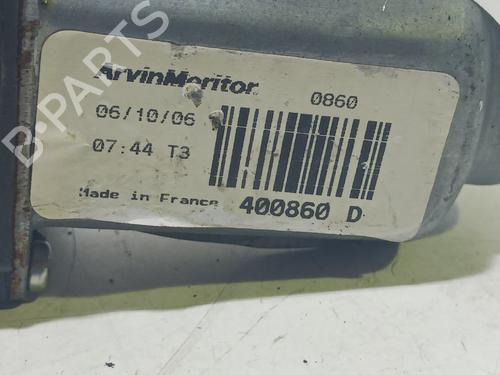 B-PARTS
ArvinMeritor 0860
06/10/06
07:44 T3
Made in France 400860 D